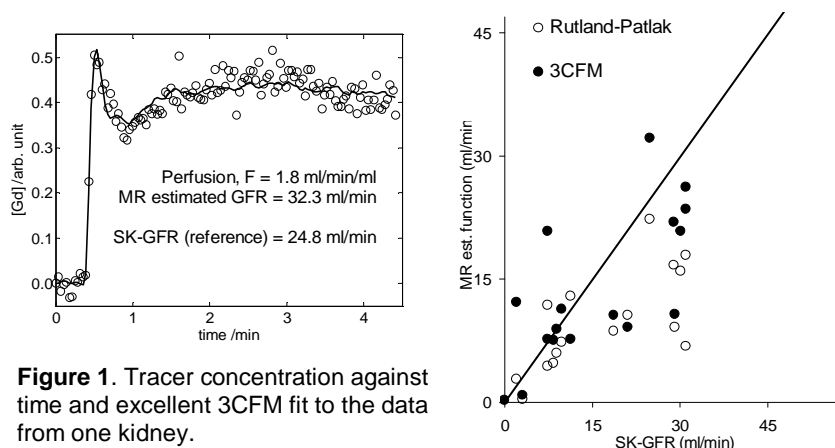 0.5
0.4
0.3
0.2
0.1
0.0
[Gd] /arb. unit
Perfusion, F = 1.8 ml/min/ml
MR estimated GFR = 32.3 ml/min
SK-GFR (reference) = 24.8 ml/min
0 1 2 3 4
time /min
Figure 1. Tracer concentration against
time and excellent 3CFM fit to the data
from one kidney.
45
30
15
0
MR est. function (ml/min)
Rutland-Patlak
3CFM
0 15 30 45
SK-GFR (ml/min)